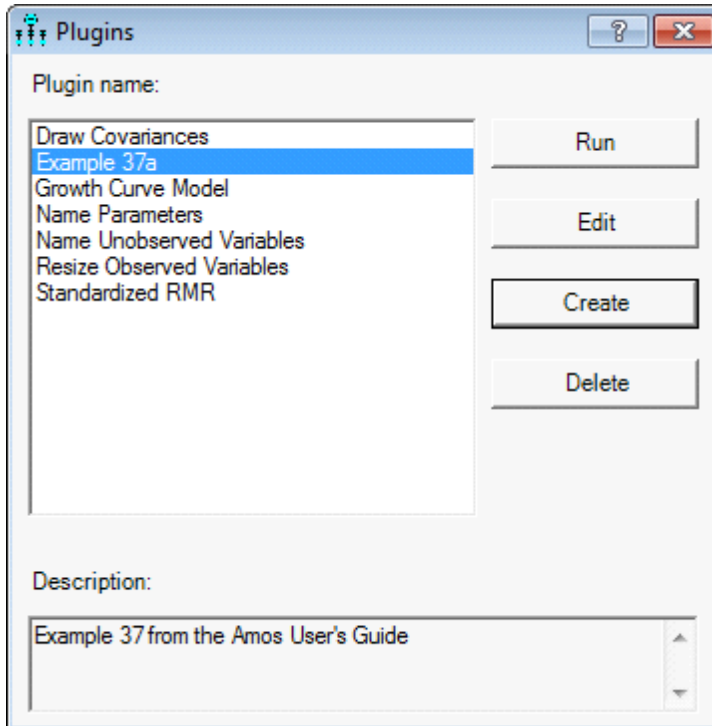 Plugins
Plugin name:
Draw Covariances
Example 37a
Growth Curve Model
Name Parameters
Name Unobserved Variables
Resize Observed Variables
Standardized RMR
Run
Edit
Create
Delete
Description:
Example 37 from the Amos User's Guide